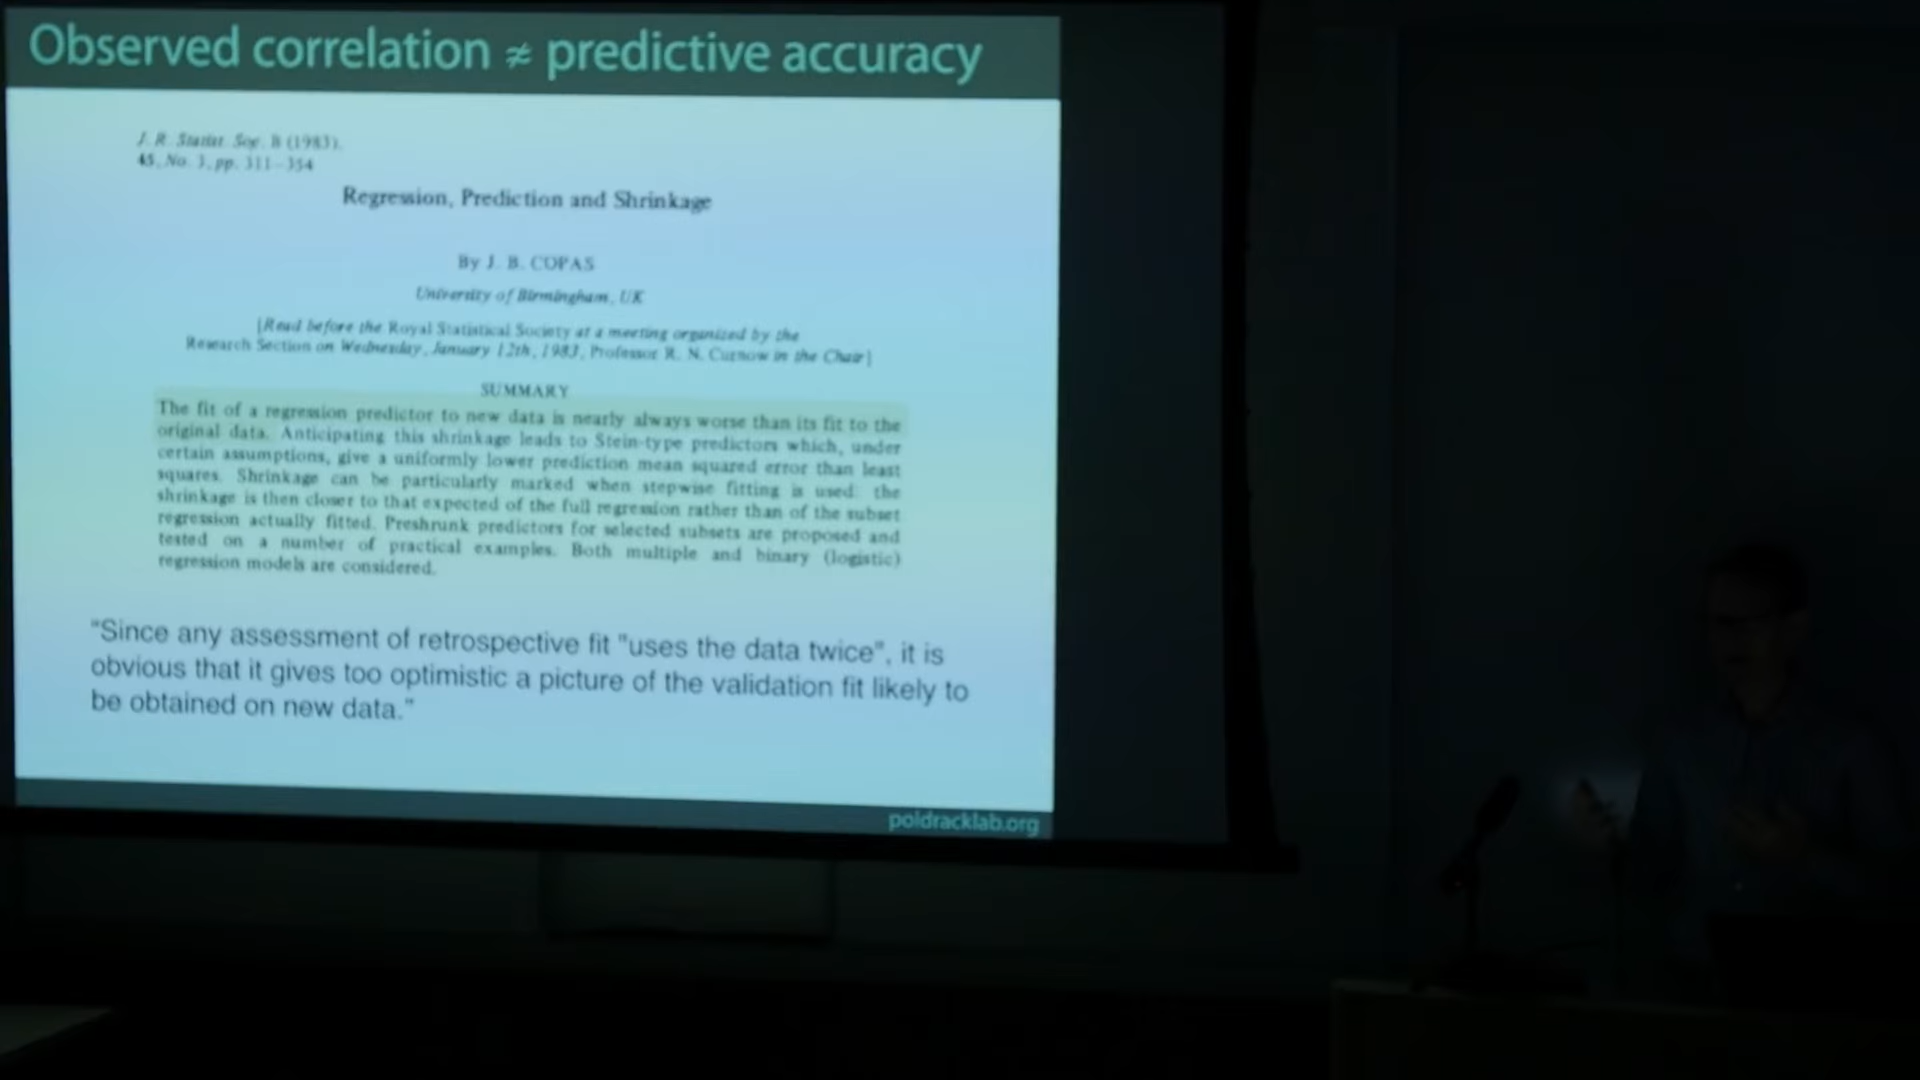 Observed correlation ≠ predictive accuracy
J. R. Statist. Soc. B (1983),
45, No. 3, pp. 311–354
Regression, Prediction and Shrinkage
By J. B. COPAS
University of Birmingham, UK
[Read before the Royal Statistical Society at a meeting organized by the
Research Section on Wednesday, January 12th, 1983, Professor R. N. Curnow in the Chair]
SUMMARY
The fit of a regression predictor to new data is nearly always worse than its fit to the
original data. Anticipating this shrinkage leads to Stein-type predictors which, under
certain assumptions, give a uniformly lower prediction mean squared error than least
squares. Shrinkage can be particularly marked when stepwise fitting is used: the
shrinkage is then closer to that expected of the full regression rather than of the subset
regression actually fitted. Preshrunk predictors for selected subsets are proposed and
tested on a number of practical examples. Both multiple and binary (logistic)
regression models are considered.
"Since any assessment of retrospective fit "uses the data twice", it is
obvious that it gives too optimistic a picture of the validation fit likely to
be obtained on new data."
poldracklab.org